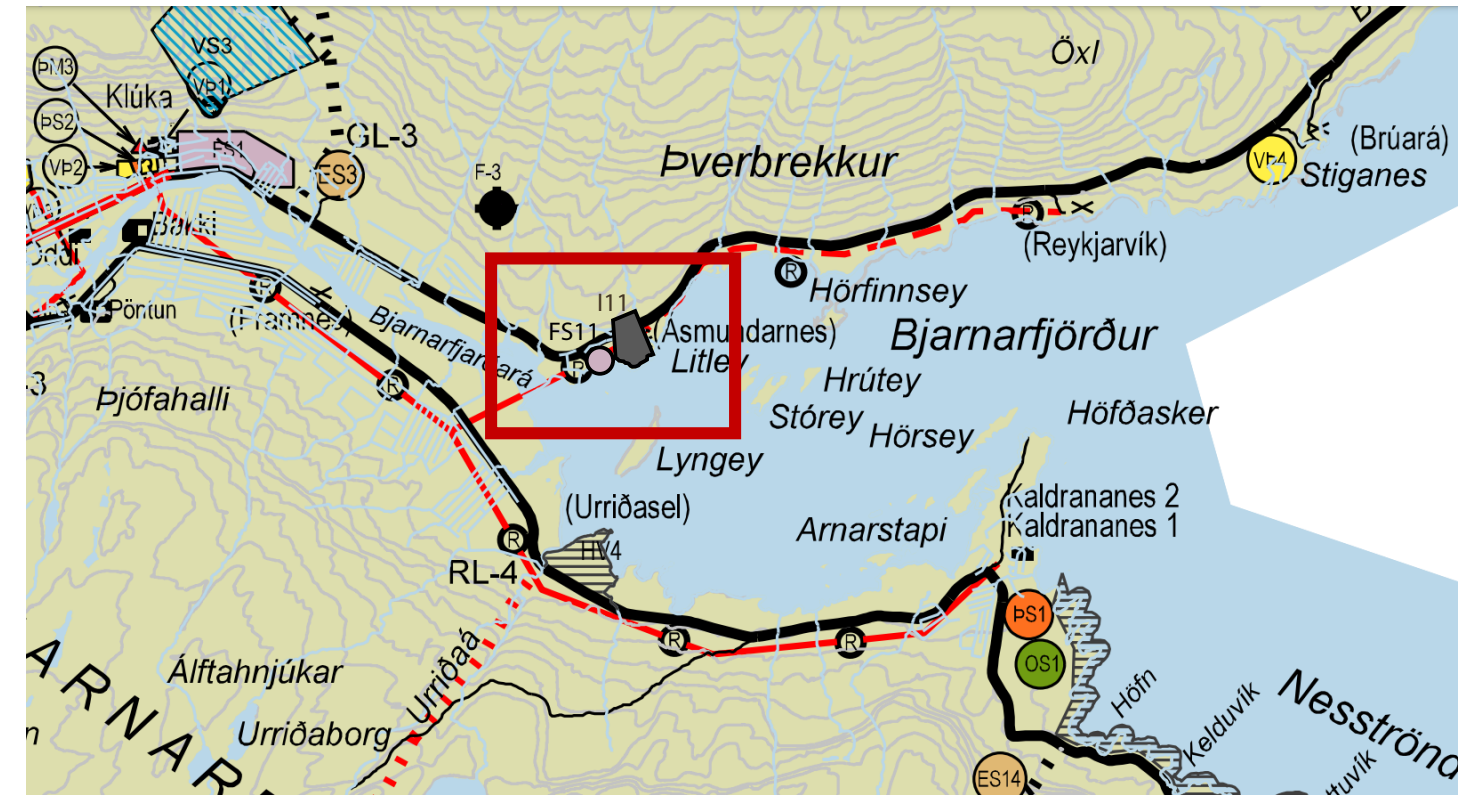 VS3
Öxl
ÞM3
VÞ1
Klúka
ÞS2
GL-3
FS1
Þverbrekkur
(Brúará)
VÞ2
ES3
F-3
VÞ4
Stiganes
Bakki
R
(Reykjarvík)
R
R
Hörfinnsey
I11
Pöntun
(Framnes)
Bjarnarfjarðará
FS11
(Ásmundarnes)
Bjarnarfjörður
R
Litley
Hrútey
R
Þjófahalli
Stórey
Höfðasker
Hörsey
Lyngey
Kaldrananes 2
(Urriðasel)
Kaldrananes 1
Arnarstapi
R
HV4
RL-4
ÞS1
R
R
OS1
Álftahnjúkar
Urriðaá
Höfn
Nesströnd
Kelduvík
Urriðaborg
ARNAR
ES14